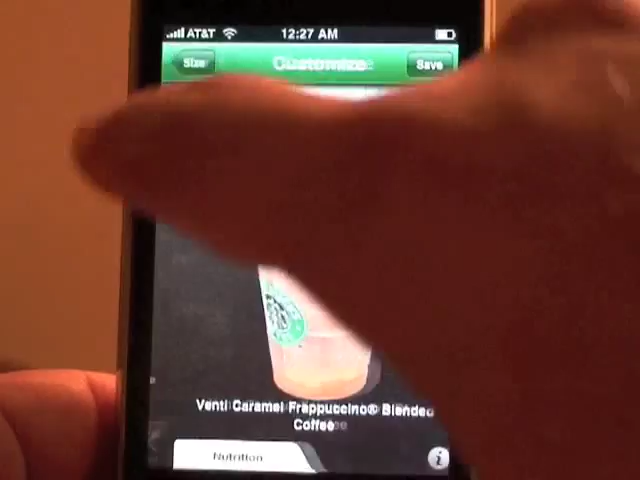 AT&T 12:27 AM
Size Customize Save
Venti Caramel Frappuccino® Blended
Coffee
Nutrition
i